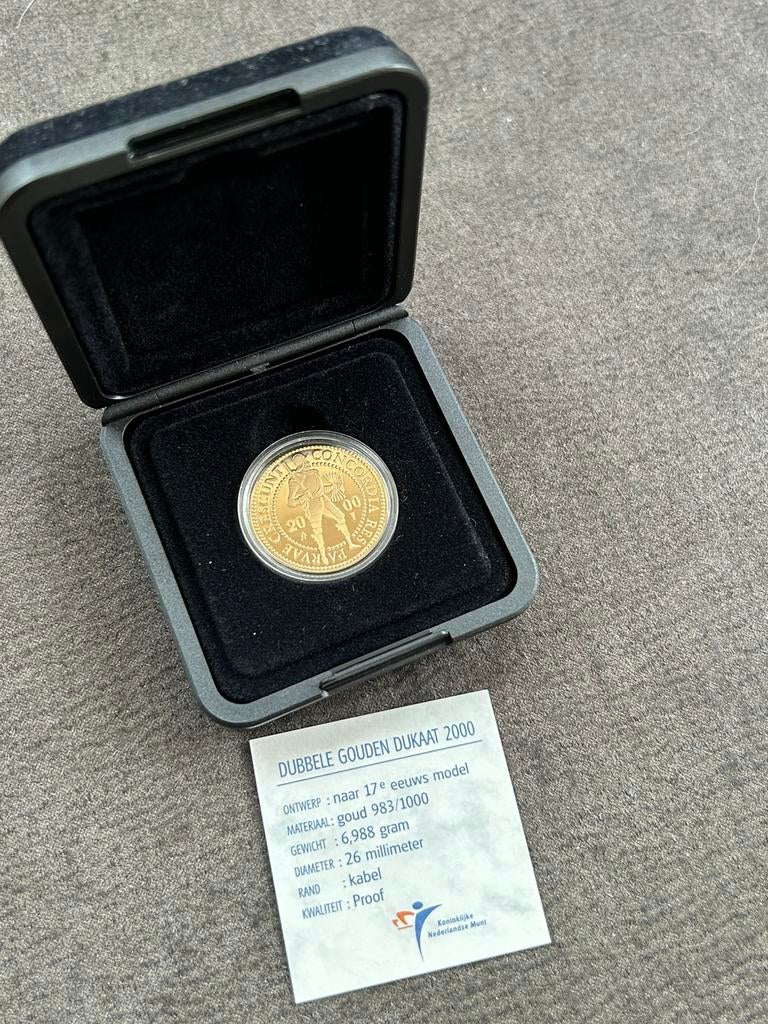 CONCORDIA RES PARVAE CRESCUNT
20 00
DUBBELE GOUDEN DUKAAT 2000
ONTWERP : naar 17e eeuws model
MATERIAAL: goud 983/1000
GEWICHT : 6,988 gram
DIAMETER : 26 millimeter
RAND : kabel
KWALITEIT : Proof
Koninklijke
Nederlandse Munt